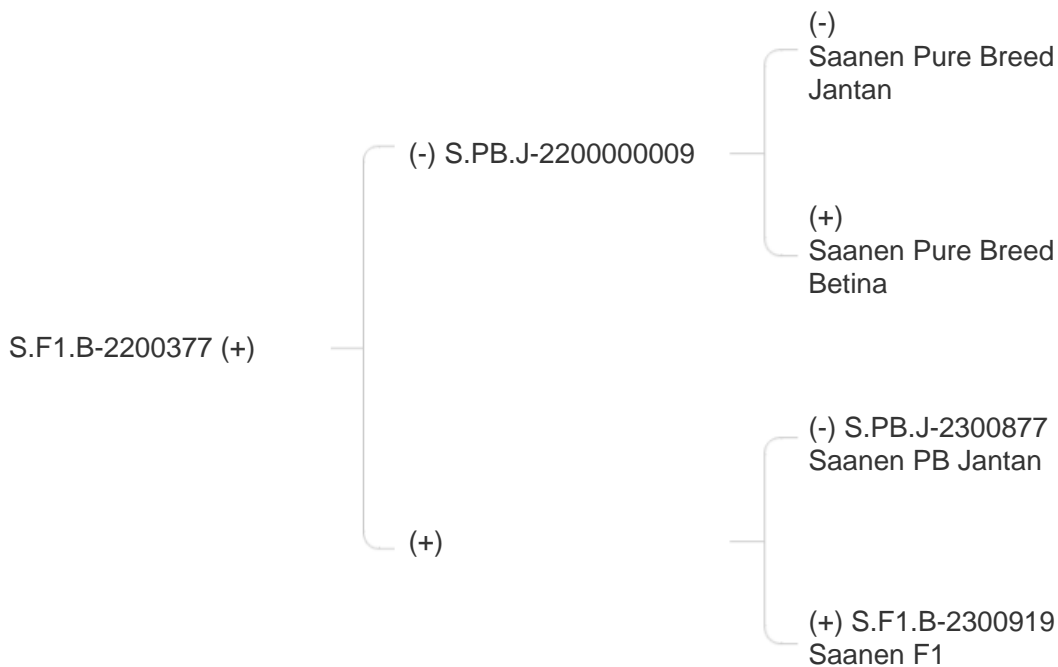 (-)
Saanen Pure Breed
Jantan
(-) S.PB.J-2200000009
(+)
Saanen Pure Breed
Betina
S.F1.B-2200377 (+)
(-) S.PB.J-2300877
Saanen PB Jantan
(+)
(+) S.F1.B-2300919
Saanen F1